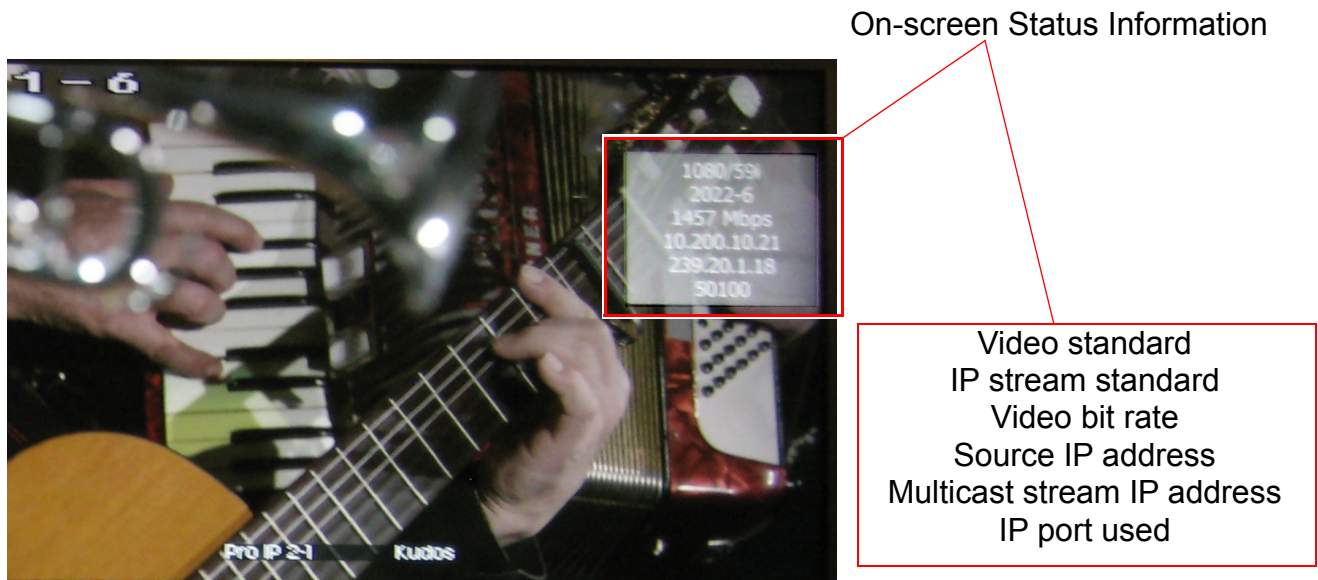 On-screen Status Information
1 - 6
1080/59i
2022-6
1457 Mbps
10.200.10.21
239.20.1.18
50100
NER
Video standard
IP stream standard
Video bit rate
Source IP address
Multicast stream IP address
IP port used
Pro IP 2-1 Kudos